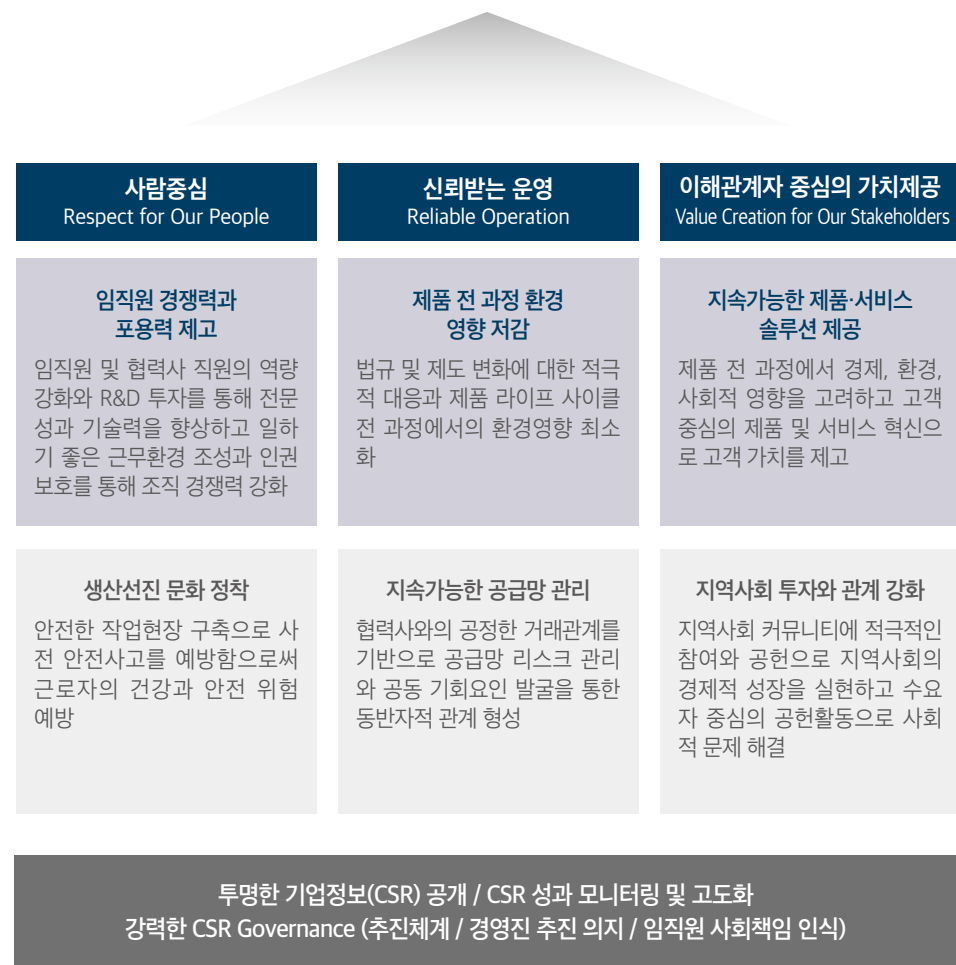 사람중심
Respect for Our People
임직원 경쟁력과
포용력 제고
임직원 및 협력사 직원의 역량
강화와 R&D 투자를 통해 전문
성과 기술력을 향상하고 일하
기 좋은 근무환경 조성과 인권
보호를 통해 조직 경쟁력 강화
생산선진 문화 정착
안전한 작업현장 구축으로 사
전 안전사고를 예방함으로써
근로자의 건강과 안전 위험
예방
신뢰받는 운영
Reliable Operation
제품 전 과정 환경
영향 저감
법규 및 제도 변화에 대한 적극
적 대응과 제품 라이프 사이클
전 과정에서의 환경영향 최소
화
지속가능한 공급망 관리
협력사와의 공정한 거래관계를
기반으로 공급망 리스크 관리
와 공동 기회요인 발굴을 통한
동반자적 관계 형성
이해관계자 중심의 가치제공
Value Creation for Our Stakeholders
지속가능한 제품·서비스
솔루션 제공
제품 전 과정에서 경제, 환경,
사회적 영향을 고려하고 고객
중심의 제품 및 서비스 혁신으
로 고객 가치를 제고
지역사회 투자와 관계 강화
지역사회 커뮤니티에 적극적인
참여와 공헌으로 지역사회의
경제적 성장을 실현하고 수요
자 중심의 공헌활동으로 사회
적 문제 해결
투명한 기업정보(CSR) 공개 / CSR 성과 모니터링 및 고도화
강력한 CSR Governance (추진체계 / 경영진 추진 의지 / 임직원 사회책임 인식)